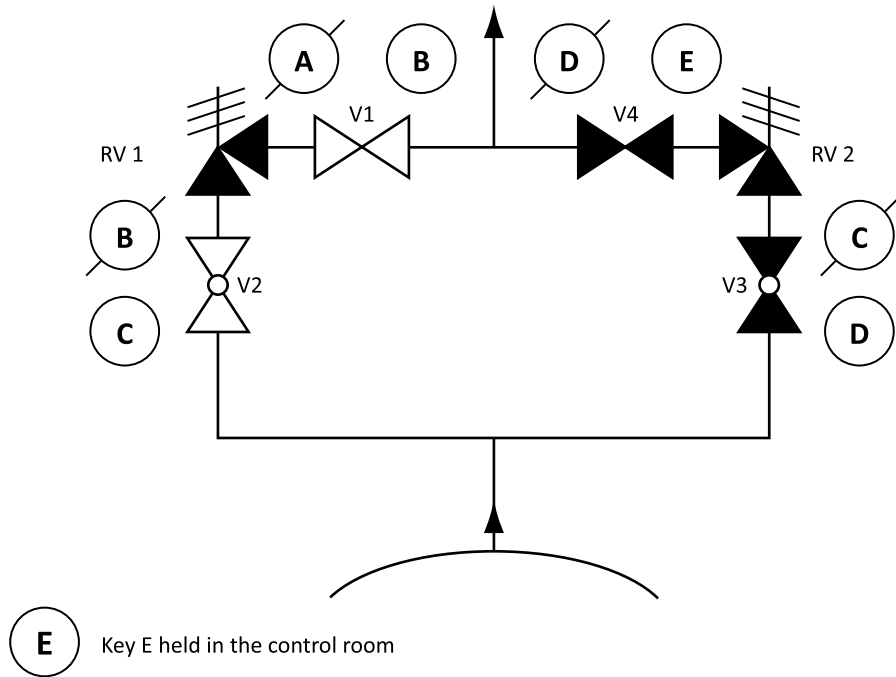 A B D E
V1 V4
RV 1 RV 2
B C
V2 V3
C D
E Key E held in the control room